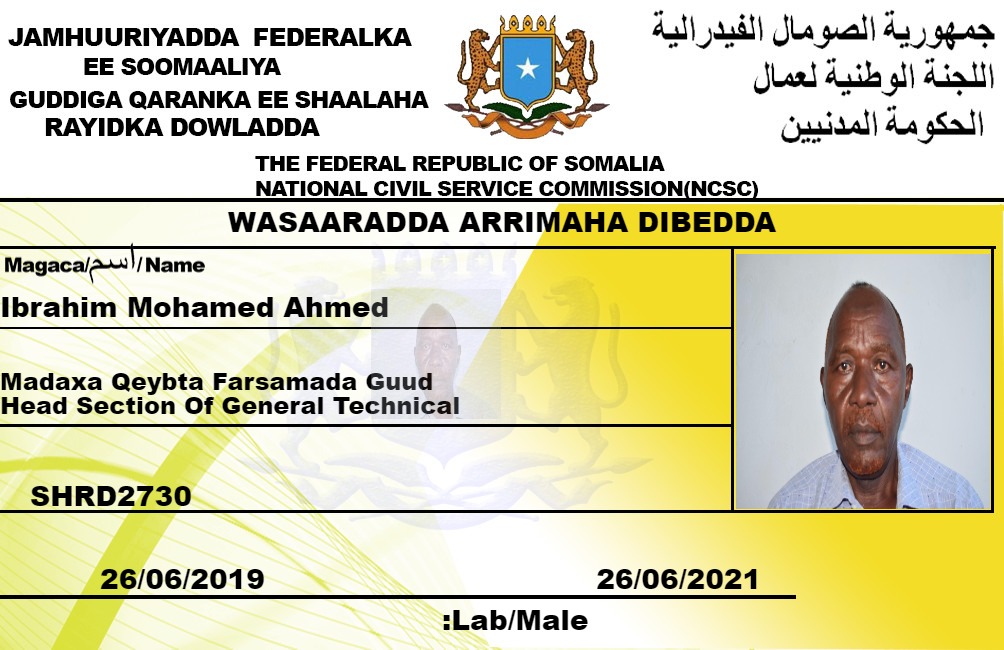 JAMHUURIYADDA FEDERALKA
EE SOOMAALIYA
GUDDIGA QARANKA EE SHAALAHA
RAYIDKA DOWLADDA
جمهورية الصومال الفيدرالية
اللجنة الوطنية لعمال
الحكومة المدنيين
THE FEDERAL REPUBLIC OF SOMALIA
NATIONAL CIVIL SERVICE COMMISSION(NCSC)
WASAARADDA ARRIMAHA DIBEDDA
Magaca/اسم/Name
Ibrahim Mohamed Ahmed
Madaxa Qeybta Farsamada Guud
Head Section Of General Technical
SHRD2730
26/06/2019 26/06/2021
:Lab/Male